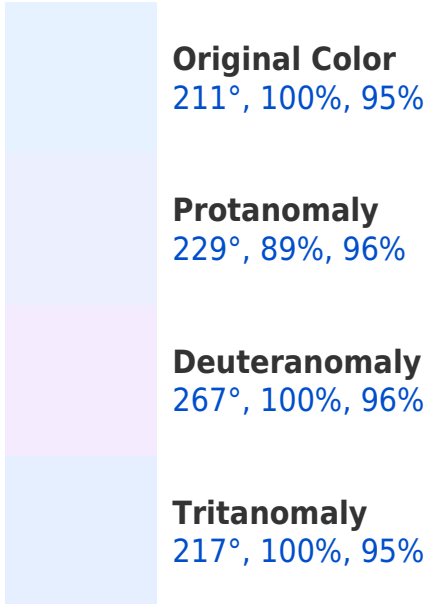 Original Color
211°, 100%, 95%
Protanomaly
229°, 89%, 96%
Deuteranomaly
267°, 100%, 96%
Tritanomaly
217°, 100%, 95%